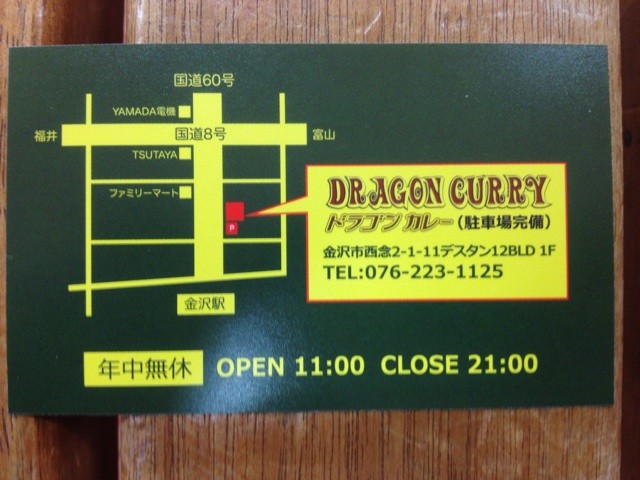 国道60号
YAMADA電機
福井
国道8号
富山
TSUTAYA
ファミリーマート
P
DRAGON CURRY
ドラゴン カレー(駐車場完備)
金沢市西念2-1-11デスタン12BLD 1F
TEL:076-223-1125
金沢駅
年中無休 OPEN 11:00 CLOSE 21:00